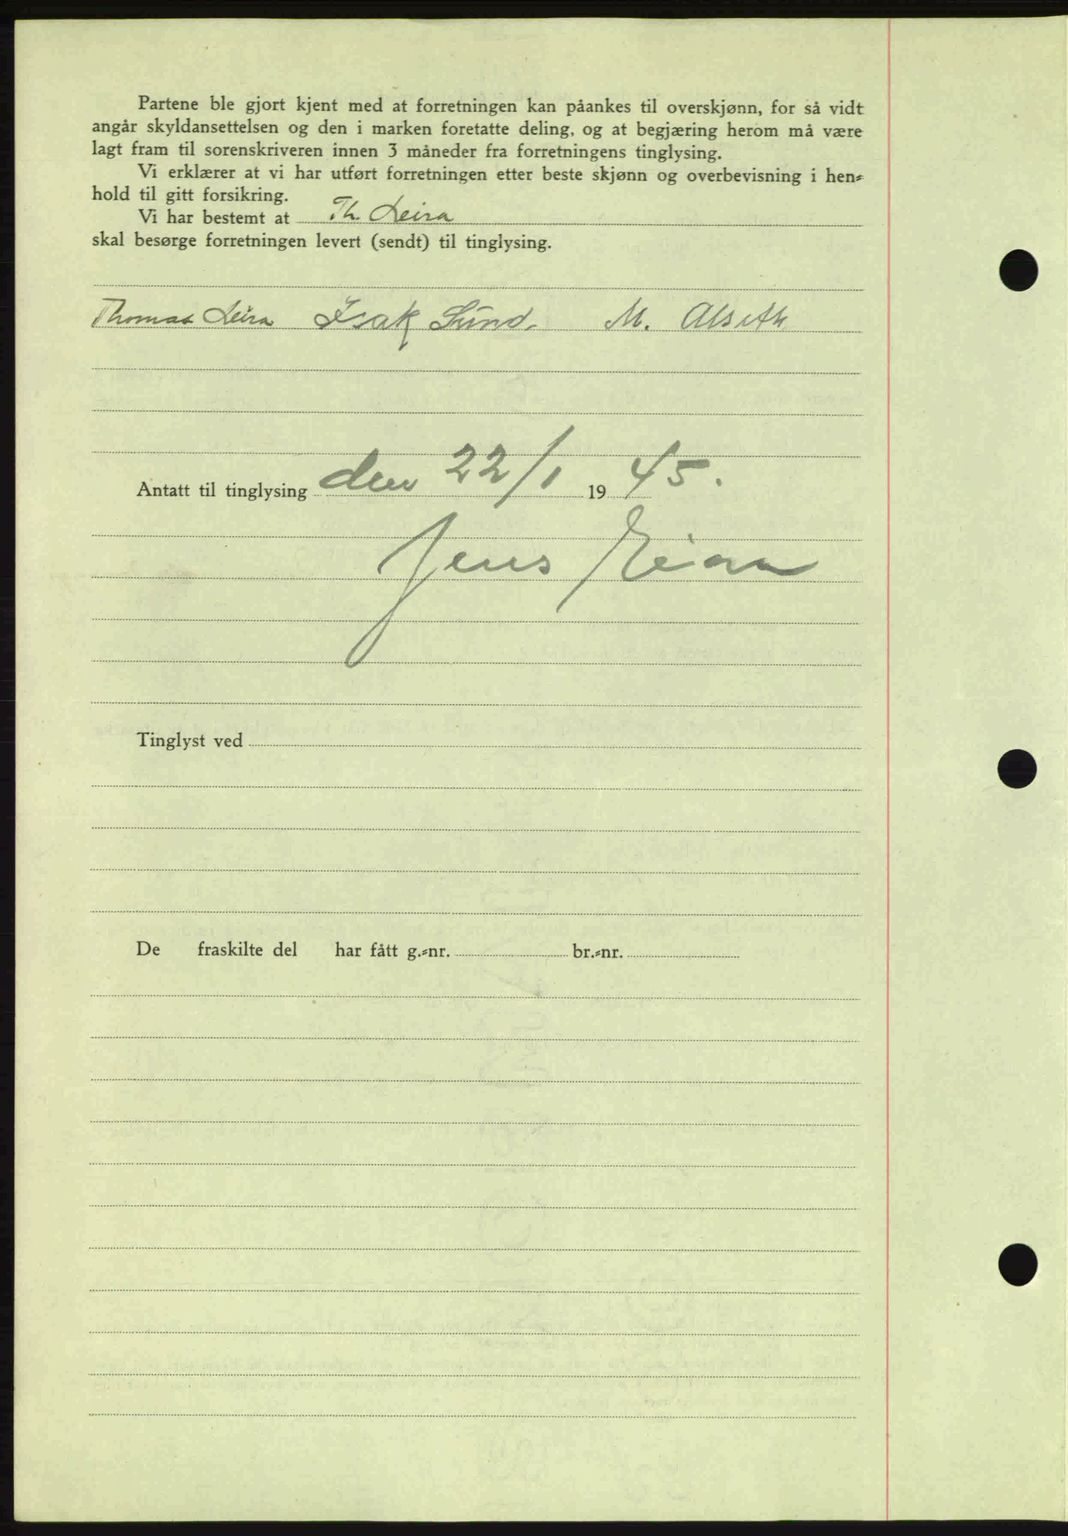 Partene ble gjort kjent med at forretningen kan påankes til overskjønn, for så vidt
angår skyldansettelsen og den i marken foretatte deling, og at begjæring herom må være
lagt fram til sorenskriveren innen 3 måneder fra forretningens tinglysing.
Vi erklærer at vi har utført forretningen etter beste skjønn og overbevisning i hen-
hold til gitt forsikring.
Vi har bestemt at Th. Leira
skal besørge forretningen levert (sendt) til tinglysing.
Thomas Leira Isak Sund. M. Alseth
Antatt til tinglysing den 22/1 19 45.
Jens
Tinglyst ved
De fraskilte del har fått g.-nr. br.-nr.